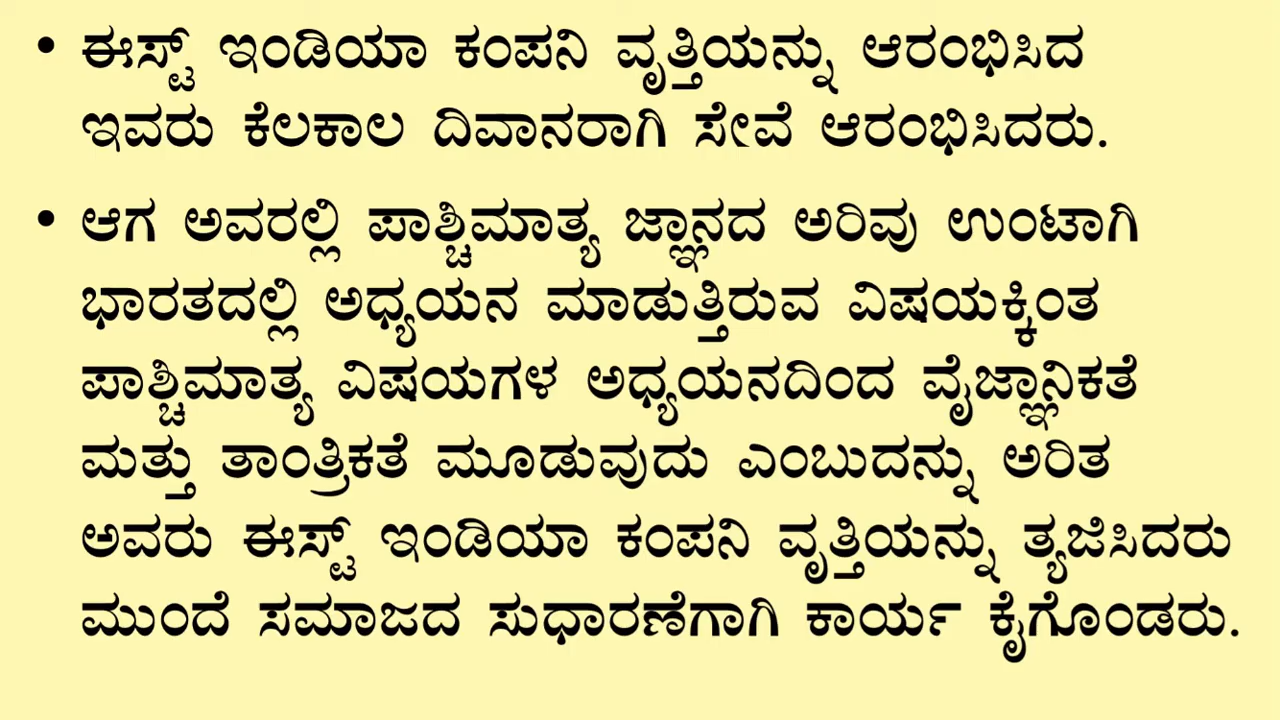 • ಈಸ್ಟ್ ಇಂಡಿಯಾ ಕಂಪನಿ ವೃತ್ತಿಯನ್ನು ಆರಂಭಿಸಿದ
ಇವರು ಕೆಲಕಾಲ ದಿವಾನರಾಗಿ ಸೇವೆ ಆರಂಭಿಸಿದರು.
• ಆಗ ಅವರಲ್ಲಿ ಪಾಶ್ಚಿಮಾತ್ಯ ಜ್ಞಾನದ ಅರಿವು ಉಂಟಾಗಿ
ಭಾರತದಲ್ಲಿ ಅಧ್ಯಯನ ಮಾಡುತ್ತಿರುವ ವಿಷಯಕ್ಕಿಂತ
ಪಾಶ್ಚಿಮಾತ್ಯ ವಿಷಯಗಳ ಅಧ್ಯಯನದಿಂದ ವೈಜ್ಞಾನಿಕತೆ
ಮತ್ತು ತಾಂತ್ರಿಕತೆ ಮೂಡುವುದು ಎಂಬುದನ್ನು ಅರಿತ
ಅವರು ಈಸ್ಟ್ ಇಂಡಿಯಾ ಕಂಪನಿ ವೃತ್ತಿಯನ್ನು ತ್ಯಜಿಸಿದರು
ಮುಂದೆ ಸಮಾಜದ ಸುಧಾರಣೆಗಾಗಿ ಕಾರ್ಯ ಕೈಗೊಂಡರು.